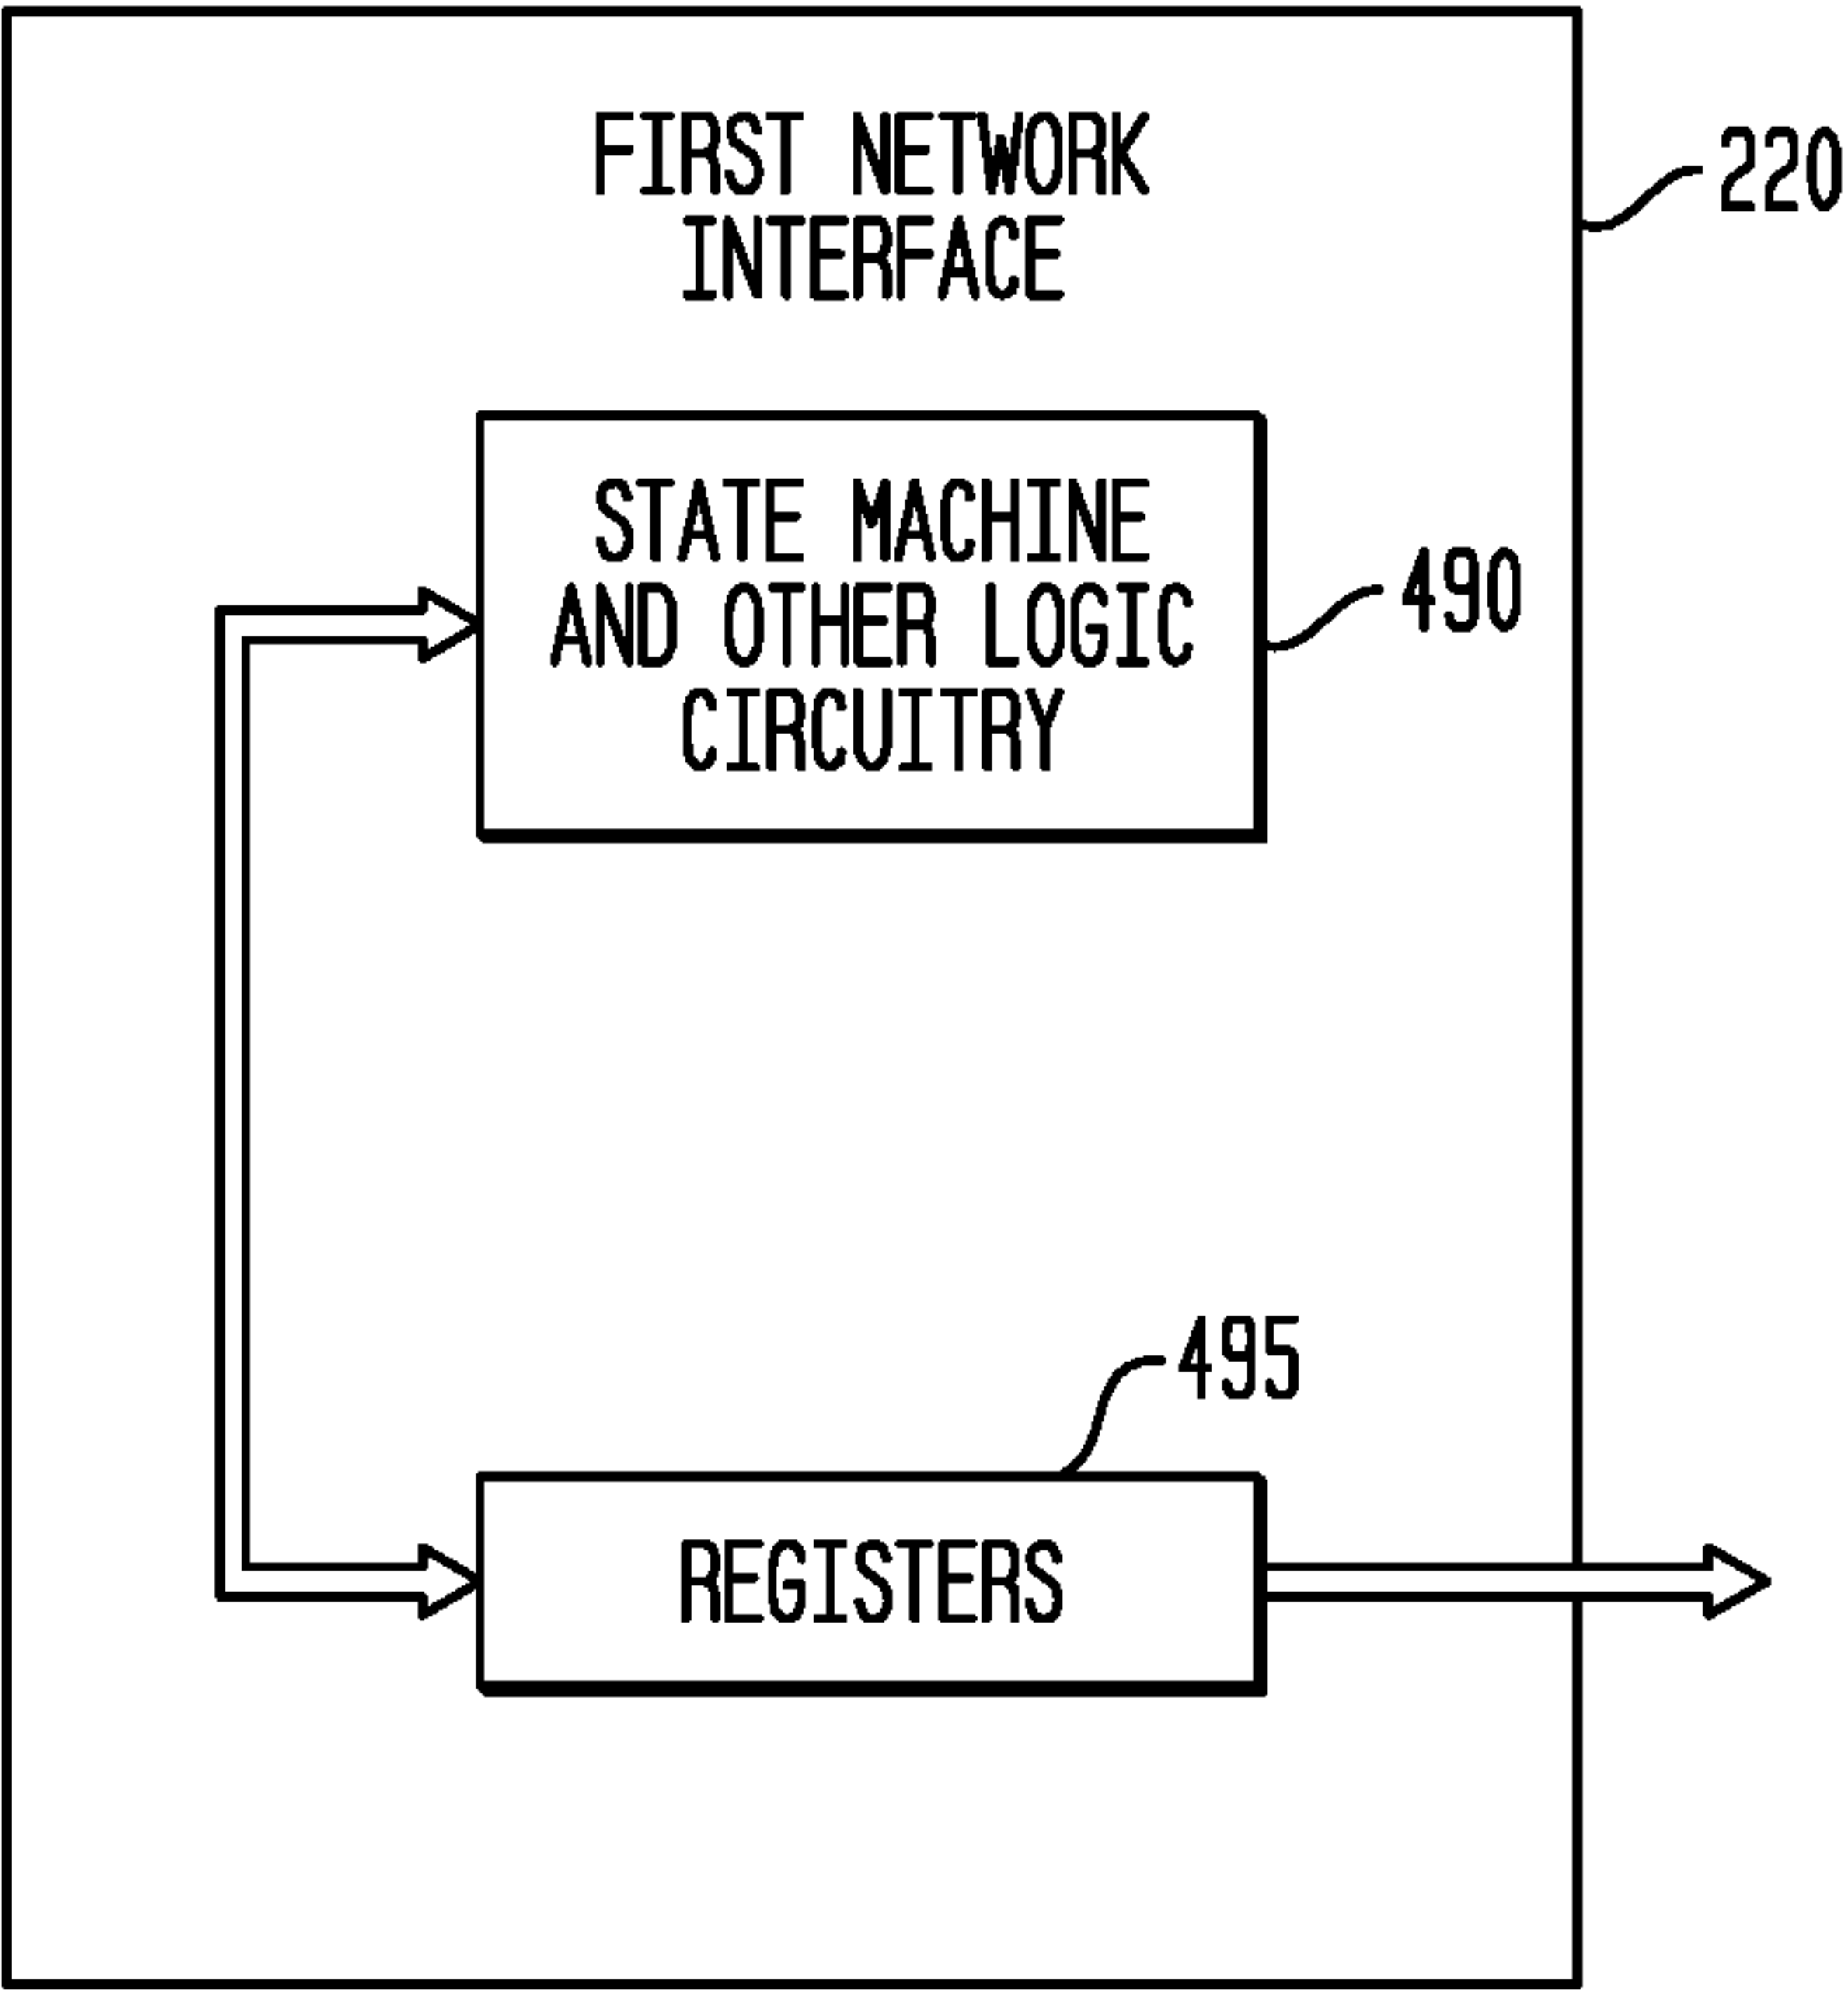 FIRST NETWORK
INTERFACE
220
STATE MACHINE
AND OTHER LOGIC
CIRCUITRY
490
495
REGISTERS